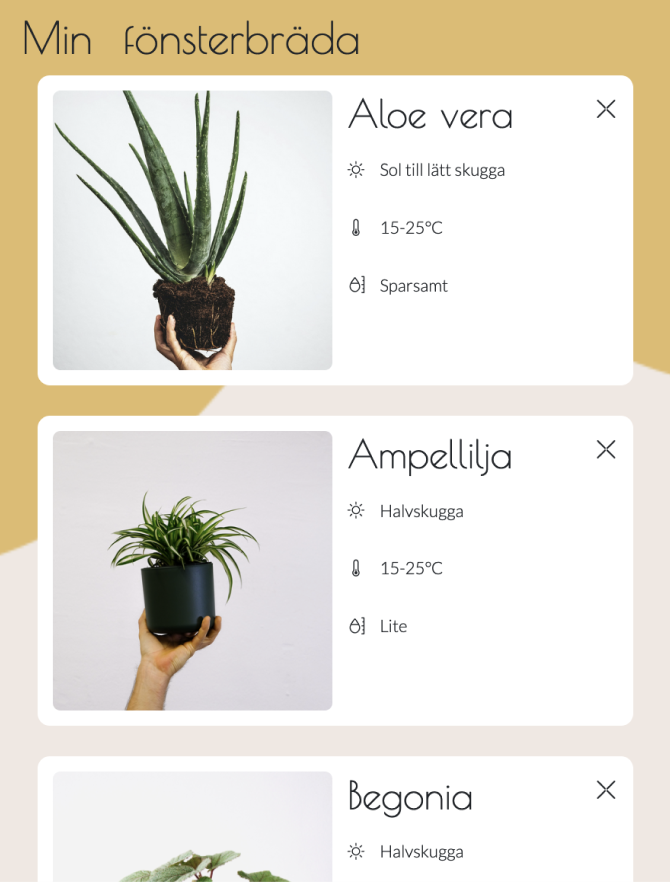 Min fönsterbräda
Aloe vera
Sol till lätt skugga
15-25°C
Sparsamt
Ampellilja
Halvskugga
15-25°C
Lite
Begonia
Halvskugga